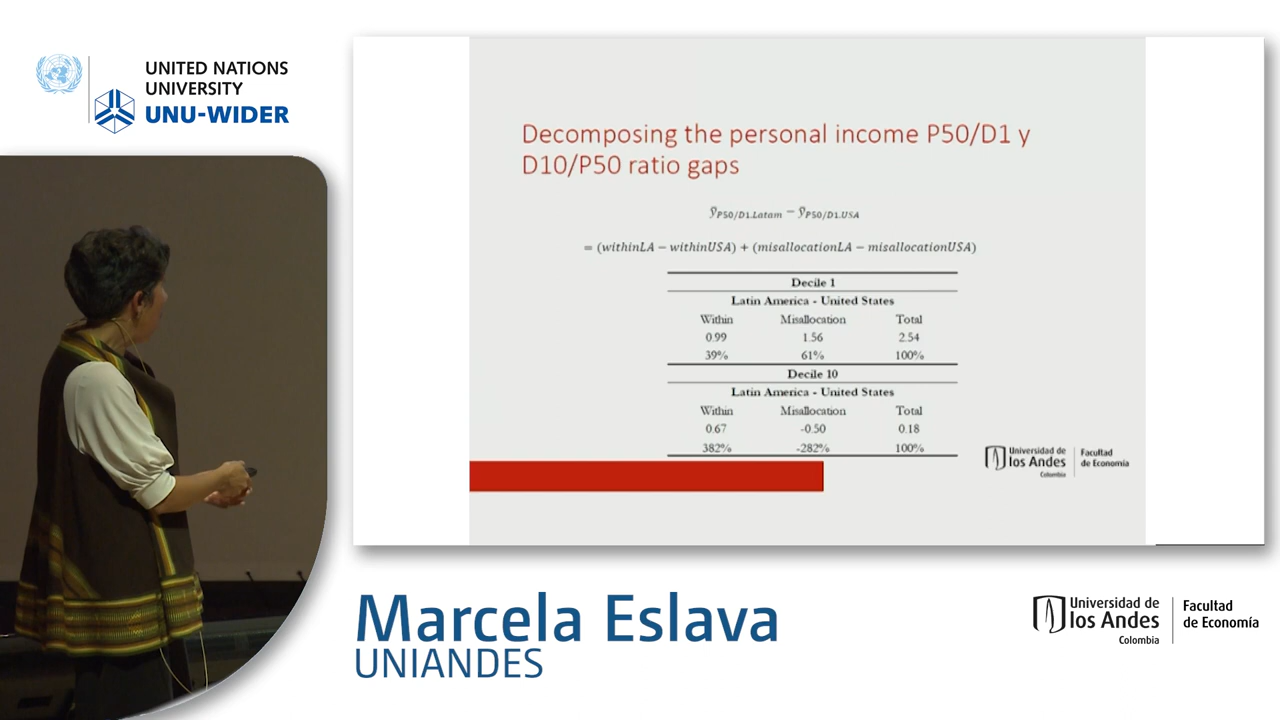 UNITED NATIONS
UNIVERSITY
UNU-WIDER
Decomposing the personal income P50/D1 y
D10/P50 ratio gaps
ŷP50/D1.Latam − ŷP50/D1.USA
= (withinLA − withinUSA) + (misallocationLA − misallocationUSA)
Decile 1
Latin America - United States
Within Misallocation Total
0.99 1.56 2.54
39% 61% 100%
Decile 10
Latin America - United States
Within Misallocation Total
0.67 -0.50 0.18
382% -282% 100%
Universidad de
los Andes
Colombia
Facultad
de Economía
Marcela Eslava
UNIANDES
Universidad de
los Andes
Colombia
Facultad
de Economía